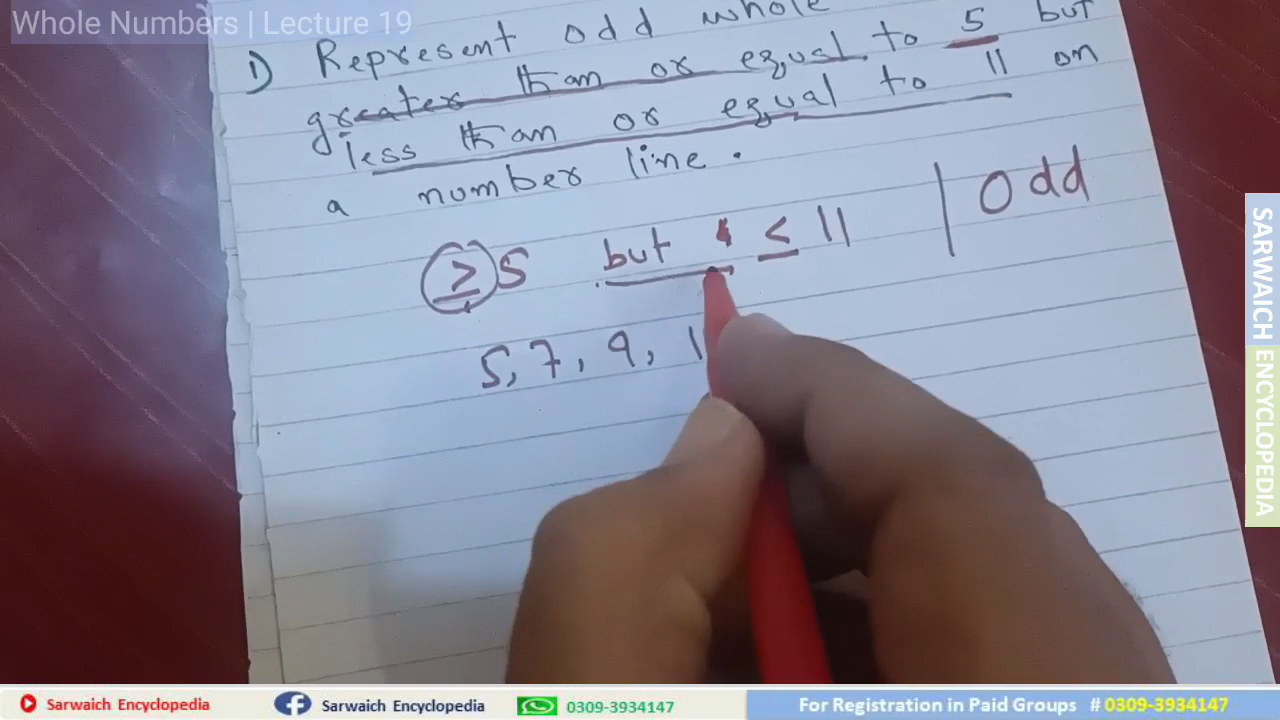 Whole Numbers | Lecture 19
1) Represent odd whole
greater than or equal to 5 but
less than or equal to 11 on
a number line.
≥ 5 but ≤ 11 | Odd
5, 7, 9,
SARWAICH ENCYCLOPEDIA
Sarwaich Encyclopedia Sarwaich Encyclopedia 0309-3934147 For Registration in Paid Groups # 0309-3934147